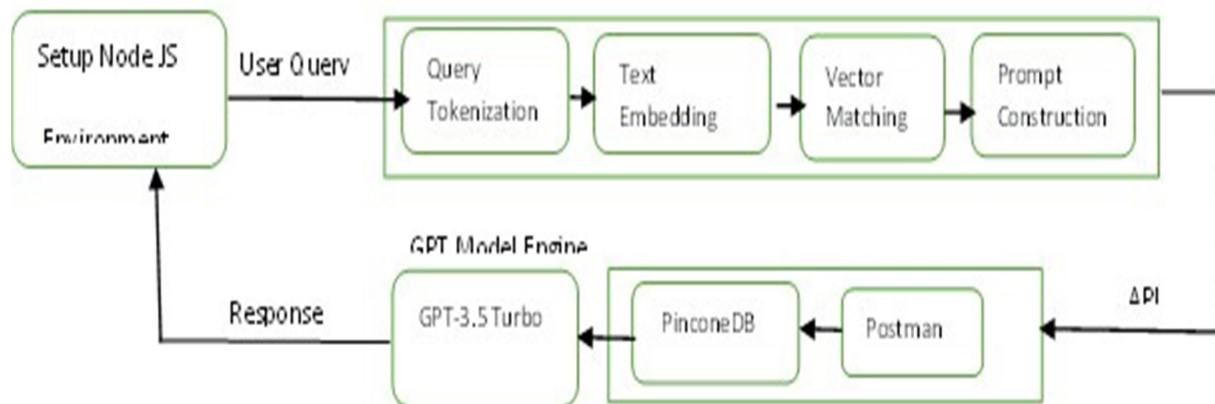 Setup Node JS
Environment
User Query
Query
Tokenization
Text
Embedding
Vector
Matching
Prompt
Construction
GPT Model Engine
GPT-3.5 Turbo
PinconeDB
Postman
API
Response